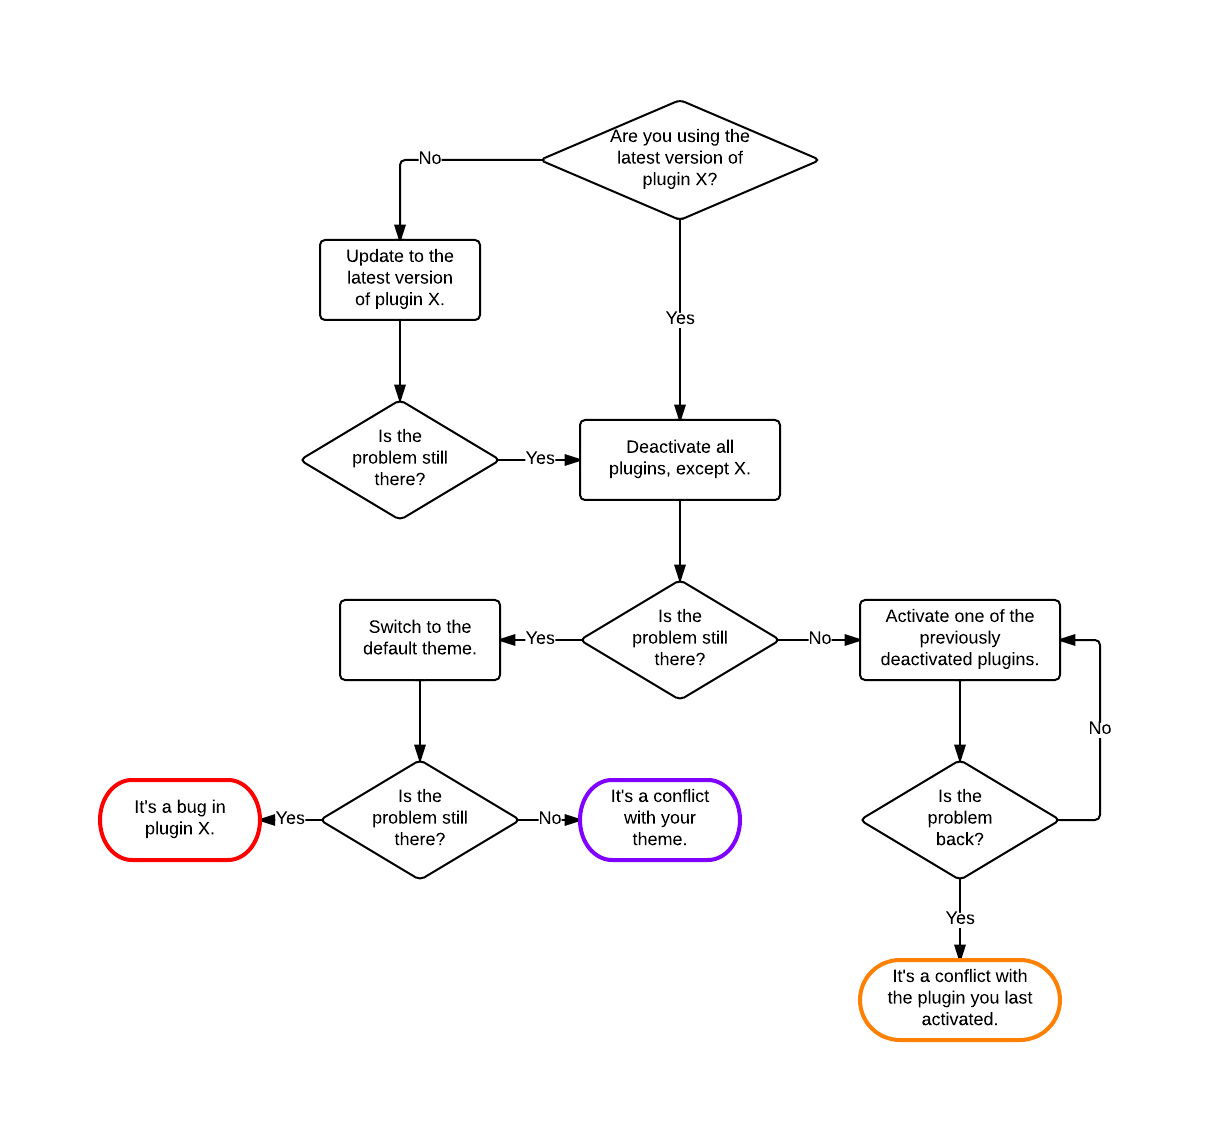 Are you using the
latest version of
plugin X?
No
Update to the
latest version
of plugin X.
Yes
Is the
problem still
there?
Yes
Deactivate all
plugins, except X.
Switch to the
default theme.
Yes
Is the
problem still
there?
No
Activate one of the
previously
deactivated plugins.
No
It's a bug in
plugin X.
Yes
Is the
problem still
there?
No
It's a conflict
with your
theme.
Is the
problem
back?
Yes
It's a conflict with
the plugin you last
activated.